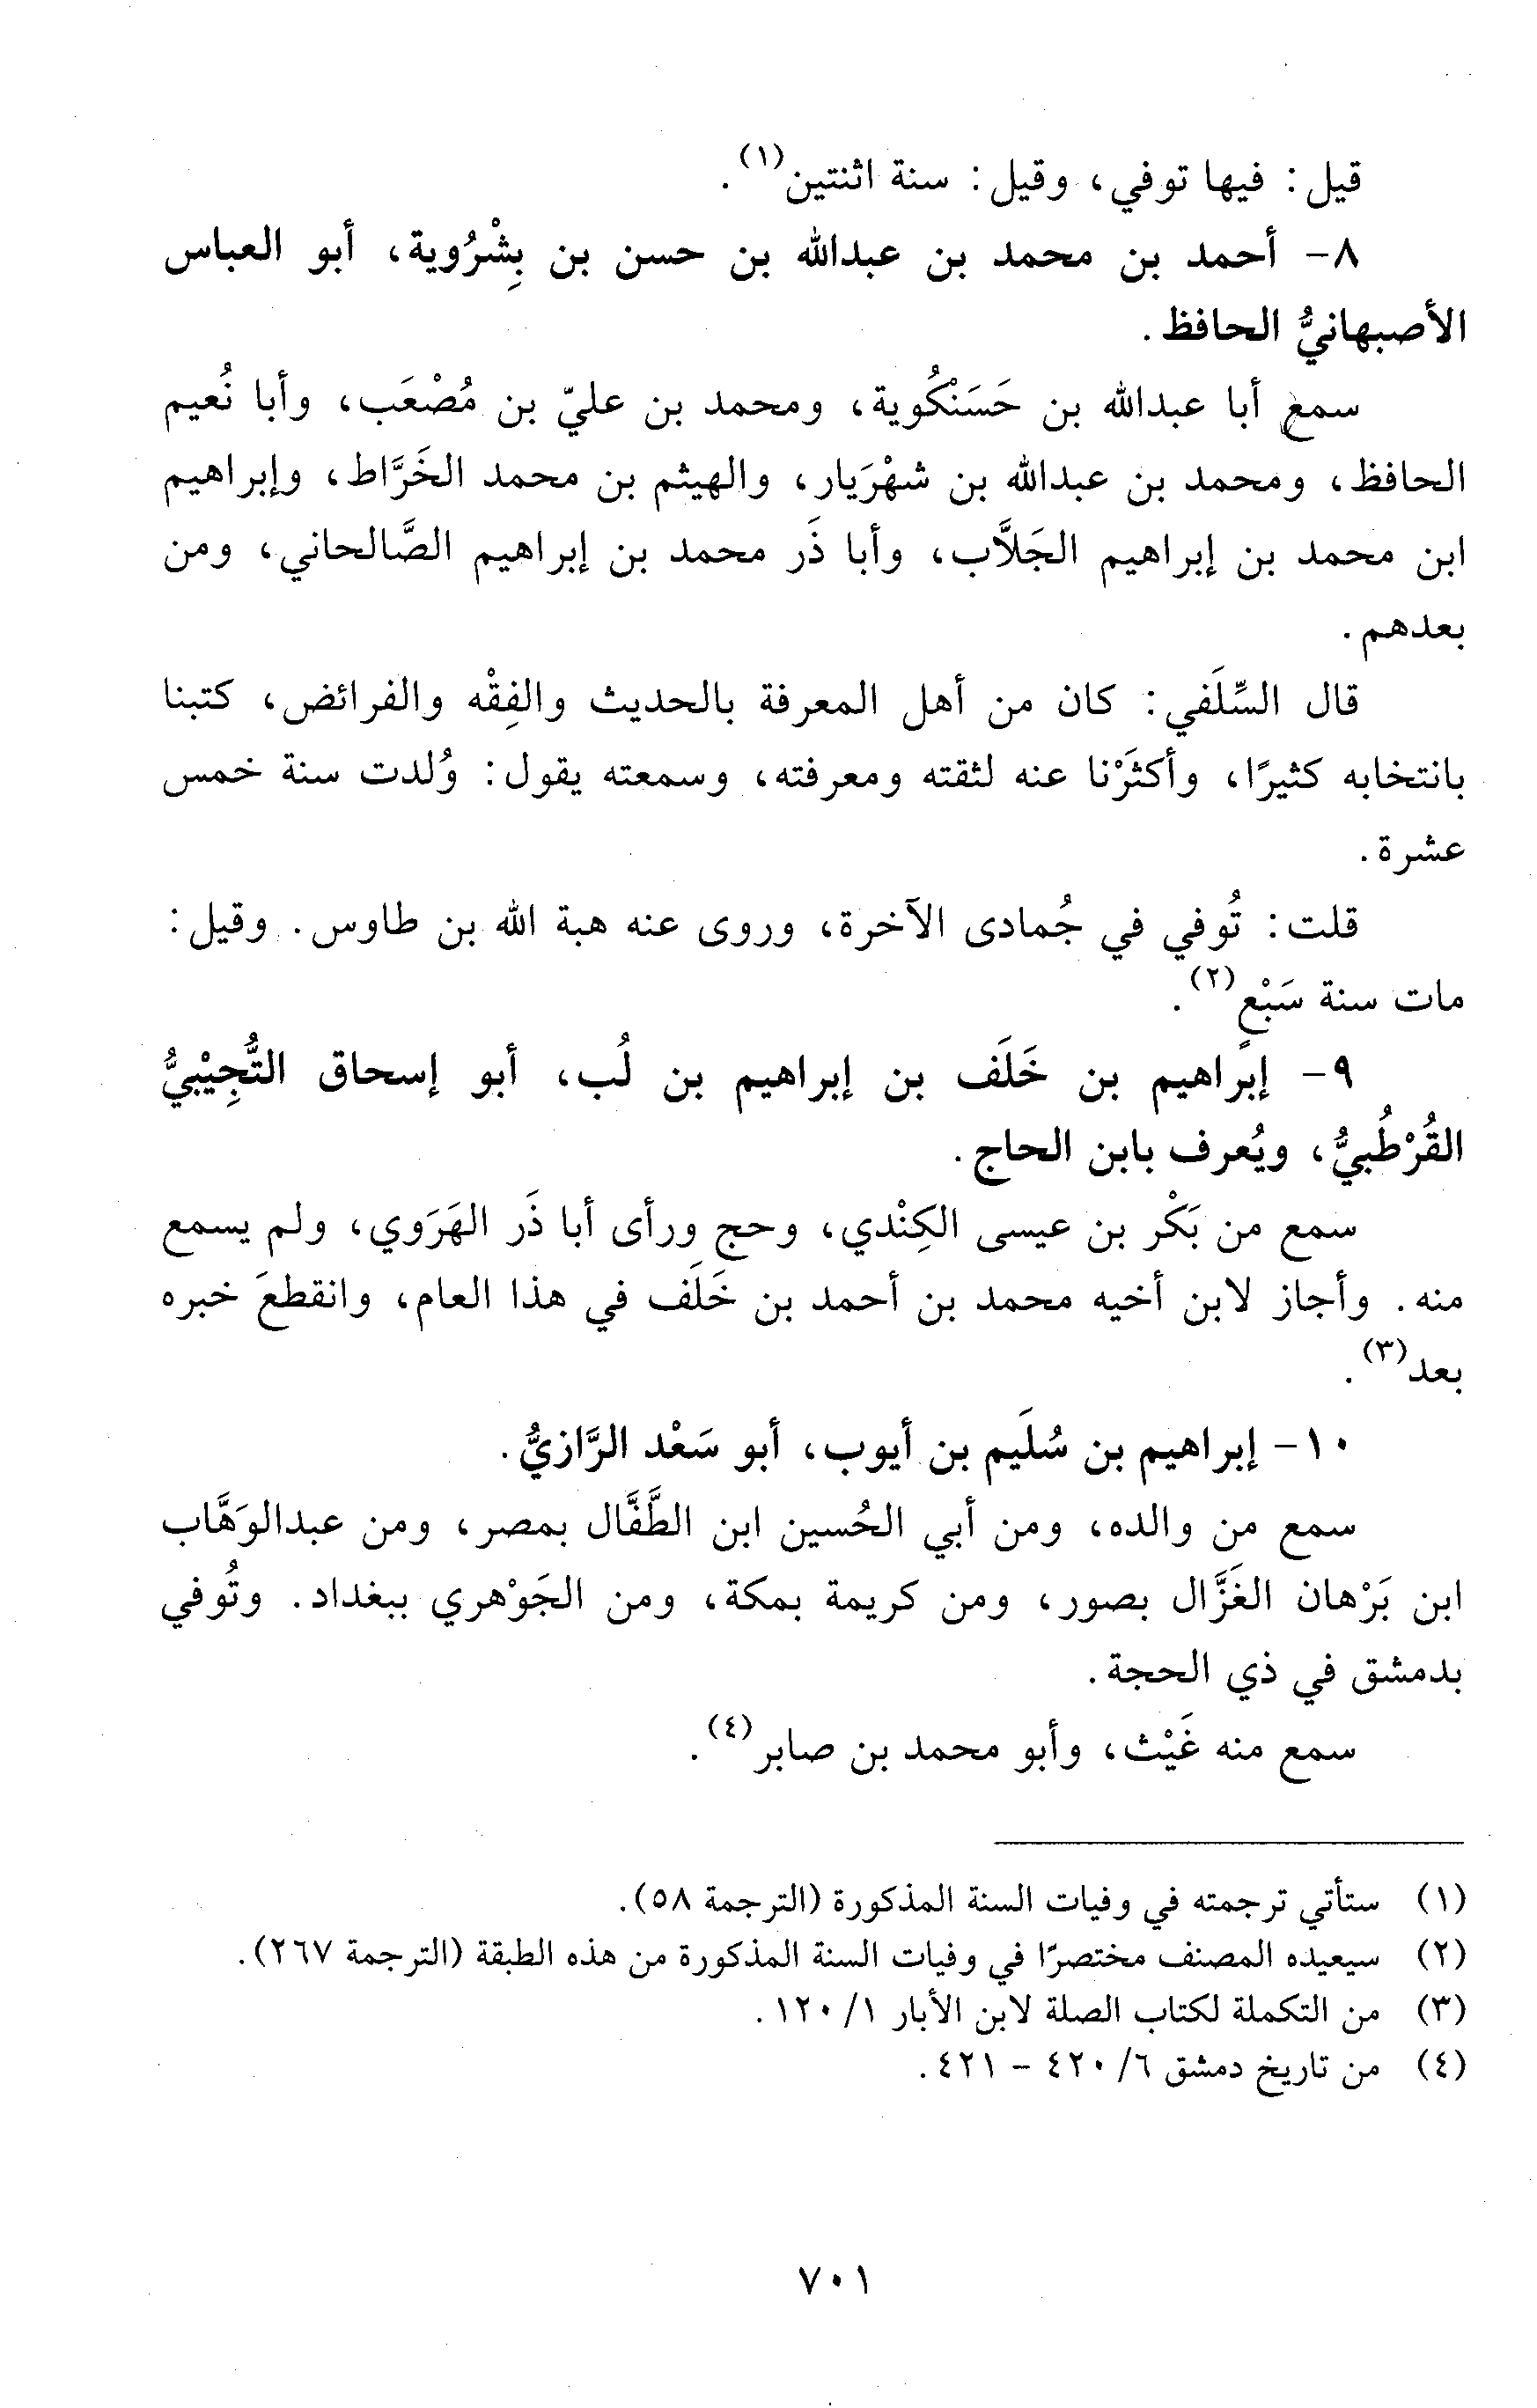 قيل: فيها توفي، وقيل: سنة اثنتين(١).
٨- أحمد بن محمد بن عبدالله بن حسن بن بِشْرُوية، أبو العباس
الأصبهانيُّ الحافظ.
سمع أبا عبدالله بن حَسَنْكُوية، ومحمد بن عليّ بن مُصْعَب، وأبا نُعيم
الحافظ، ومحمد بن عبدالله بن شهْرَيار، والهيثم بن محمد الخَرَّاط، وإبراهيم
ابن محمد بن إبراهيم الجَلاَّب، وأبا ذَر محمد بن إبراهيم الصَّالحاني، ومن
بعدهم.
قال السِّلَفي: كان من أهل المعرفة بالحديث والفِقْه والفرائض، كتبنا
بانتخابه كثيرًا، وأكثَرْنا عنه لثقته ومعرفته، وسمعته يقول: وُلدت سنة خمس
عشرة.
قلت: تُوفي في جُمادى الآخرة، وروى عنه هبة الله بن طاوس. وقيل:
مات سنة سَبْعٍ(٢).
٩- إبراهيم بن خَلَف بن إبراهيم بن لُب، أبو إسحاق التُّجِيْبيُّ
القُرْطُبيُّ، ويُعرف بابن الحاج.
سمع من بَكْر بن عيسى الكِنْدي، وحج ورأى أبا ذَر الهَرَوي، ولم يسمع
منه. وأجاز لابن أخيه محمد بن أحمد بن خَلَف في هذا العام، وانقطعَ خبره
بعد(٣).
١٠- إبراهيم بن سُلَيم بن أيوب، أبو سَعْد الرَّازيُّ.
سمع من والده، ومن أبي الحُسين ابن الطَّفَّال بمصر، ومن عبدالوَهَّاب
ابن بَرْهان الغَزَّال بصور، ومن كريمة بمكة، ومن الجَوْهري ببغداد. وتُوفي
بدمشق في ذي الحجة.
سمع منه غَيْث، وأبو محمد بن صابر(٤).
(١) ستأتي ترجمته في وفيات السنة المذكورة (الترجمة ٥٨).
(٢) سيعيده المصنف مختصرًا في وفيات السنة المذكورة من هذه الطبقة (الترجمة ٢٦٧).
(٣) من التكملة لكتاب الصلة لابن الأبار ١/ ١٢٠.
(٤) من تاريخ دمشق ٦/ ٤٢٠ - ٤٢١.
٧٠١